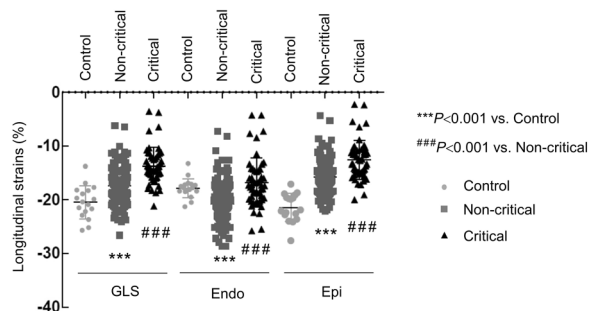 Control
Non-critical
Critical
Control
Non-critical
Critical
Control
Non-critical
Critical
Longitudinal strains (%)
0
-10
-20
-30
-40
***
###
***
###
***
###
GLS
Endo
Epi
***P<0.001 vs. Control
###P<0.001 vs. Non-critical
Control
Non-critical
Critical